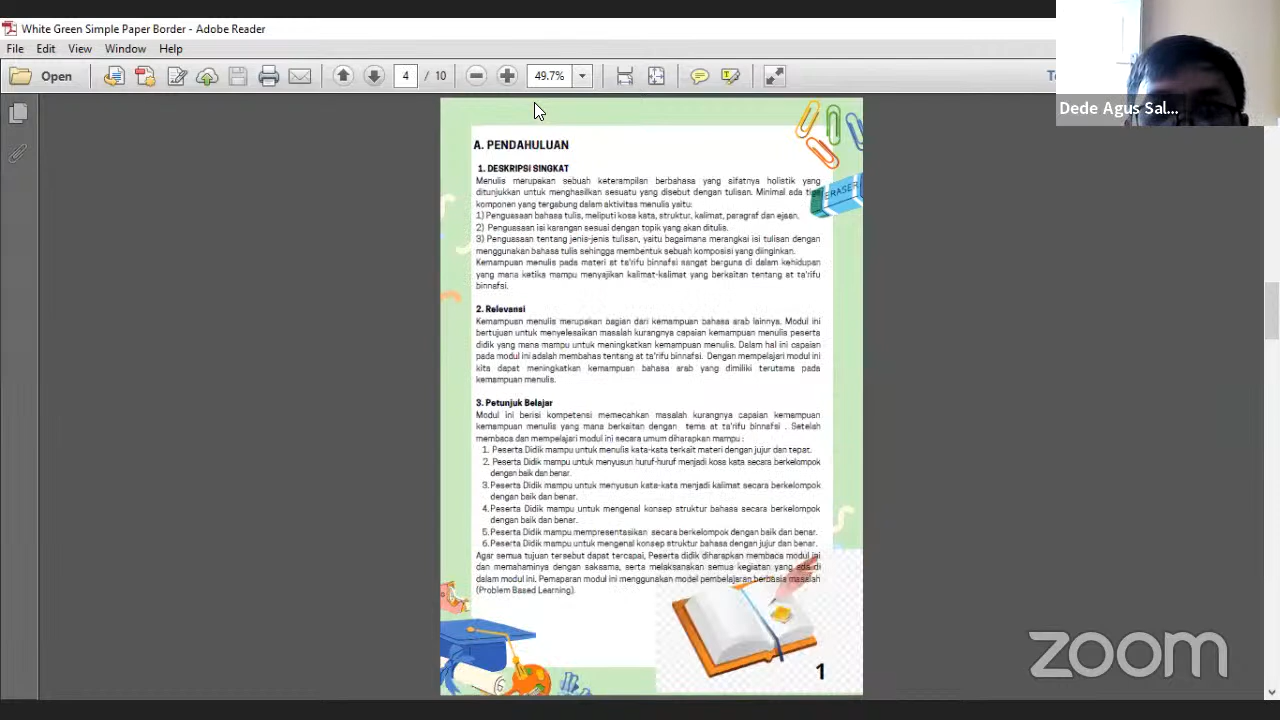 White Green Simple Paper Border - Adobe Reader
File Edit View Window Help
Open 4 / 10 49.7%
Dede Agus Sal...
A. PENDAHULUAN
ERASER
1. DESKRIPSI SINGKAT
Menulis merupakan sebuah keterampilan berbahasa yang sifatnya holistik yang
ditunjukkan untuk menghasilkan sesuatu yang disebut dengan tulisan. Minimal ada tiga
komponen yang tergabung dalam aktivitas menulis yaitu:
1) Penguasaan bahasa tulis, meliputi kosa kata, struktur, kalimat, paragraf dan ejaan.
2) Penguasaan isi karangan sesuai dengan topik yang akan ditulis.
3) Penguasaan tentang jenis-jenis tulisan, yaitu bagaimana merangkai isi tulisan dengan
menggunakan bahasa tulis sehingga membentuk sebuah komposisi yang diinginkan.
Kemampuan menulis pada materi at ta'rifu binnafsi sangat berguna di dalam kehidupan
yang mana ketika mampu menyajikan kalimat-kalimat yang berkaitan tentang at ta'rifu
binnafsi.
2. Relevansi
Kemampuan menulis merupakan bagian dari kemampuan bahasa arab lainnya. Modul ini
bertujuan untuk menyelesaikan masalah kurangnya capaian kemampuan menulis peserta
didik yang mana mampu untuk meningkatkan kemampuan menulis. Dalam hal ini capaian
pada modul ini adalah membahas tentang at ta'rifu binnafsi. Dengan mempelajari modul ini
kita dapat meningkatkan kemampuan bahasa arab yang dimiliki terutama pada
kemampuan menulis.
3. Petunjuk Belajar
Modul ini berisi kompetensi memecahkan masalah kurangnya capaian kemampuan
kemampuan menulis yang mana berkaitan dengan tema at ta'rifu binnafsi . Setelah
membaca dan mempelajari modul ini secara umum diharapkan mampu :
1. Peserta Didik mampu untuk menulis kata-kata terkait materi dengan jujur dan tepat.
2. Peserta Didik mampu untuk menyusun huruf-huruf menjadi kosa kata secara berkelompok
dengan baik dan benar.
3. Peserta Didik mampu untuk menyusun kata-kata menjadi kalimat secara berkelompok
dengan baik dan benar.
4. Peserta Didik mampu untuk mengenal konsep struktur bahasa secara berkelompok
dengan baik dan benar.
5. Peserta Didik mampu mempresentasikan secara berkelompok dengan baik dan benar.
6. Peserta Didik mampu untuk mengenal konsep struktur bahasa dengan jujur dan benar.
Agar semua tujuan tersebut dapat tercapai, Peserta didik diharapkan membaca modul ini
dan memahaminya dengan saksama, serta melaksanakan semua kegiatan yang ada di
dalam modul ini. Pemaparan modul ini menggunakan model pembelajaran berbasis masalah
(Problem Based Learning).
1
zoom